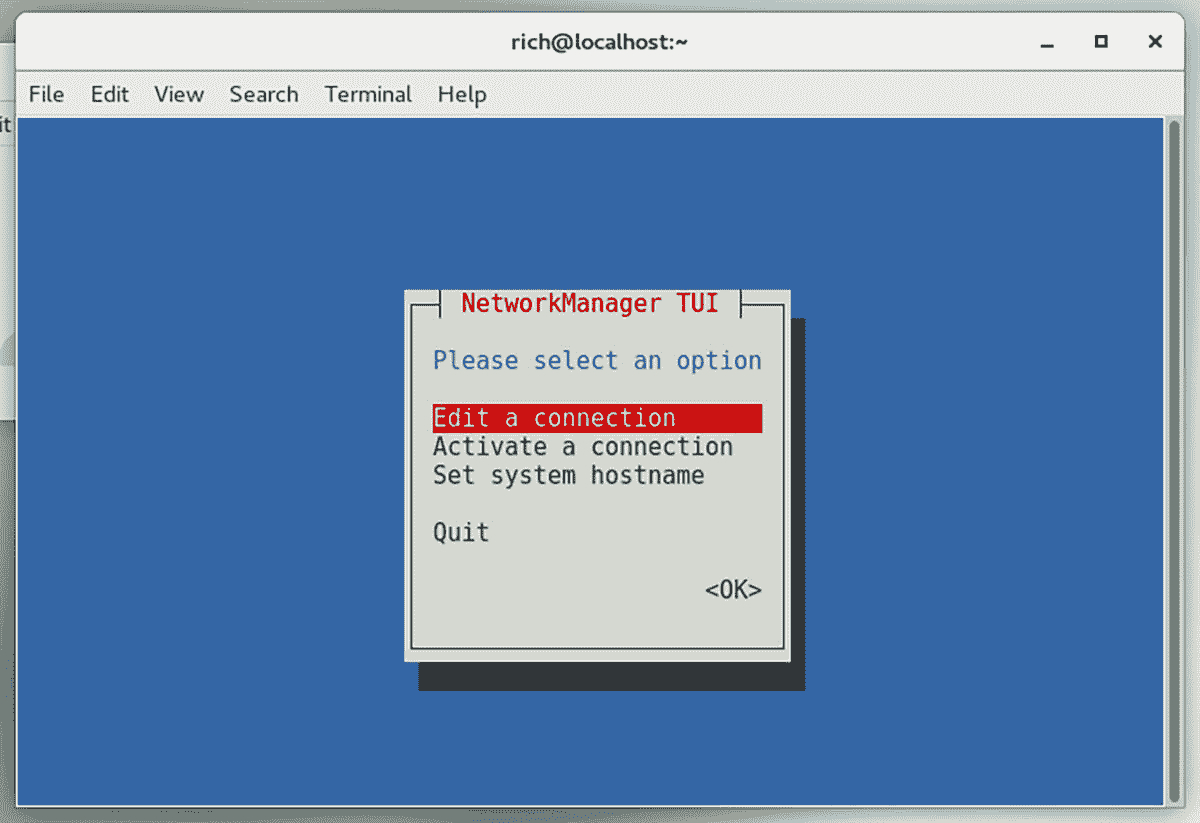 rich@localhost:~
File Edit View Search Terminal Help
it
NetworkManager TUI
Please select an option
Edit a connection
Activate a connection
Set system hostname
Quit
<OK>